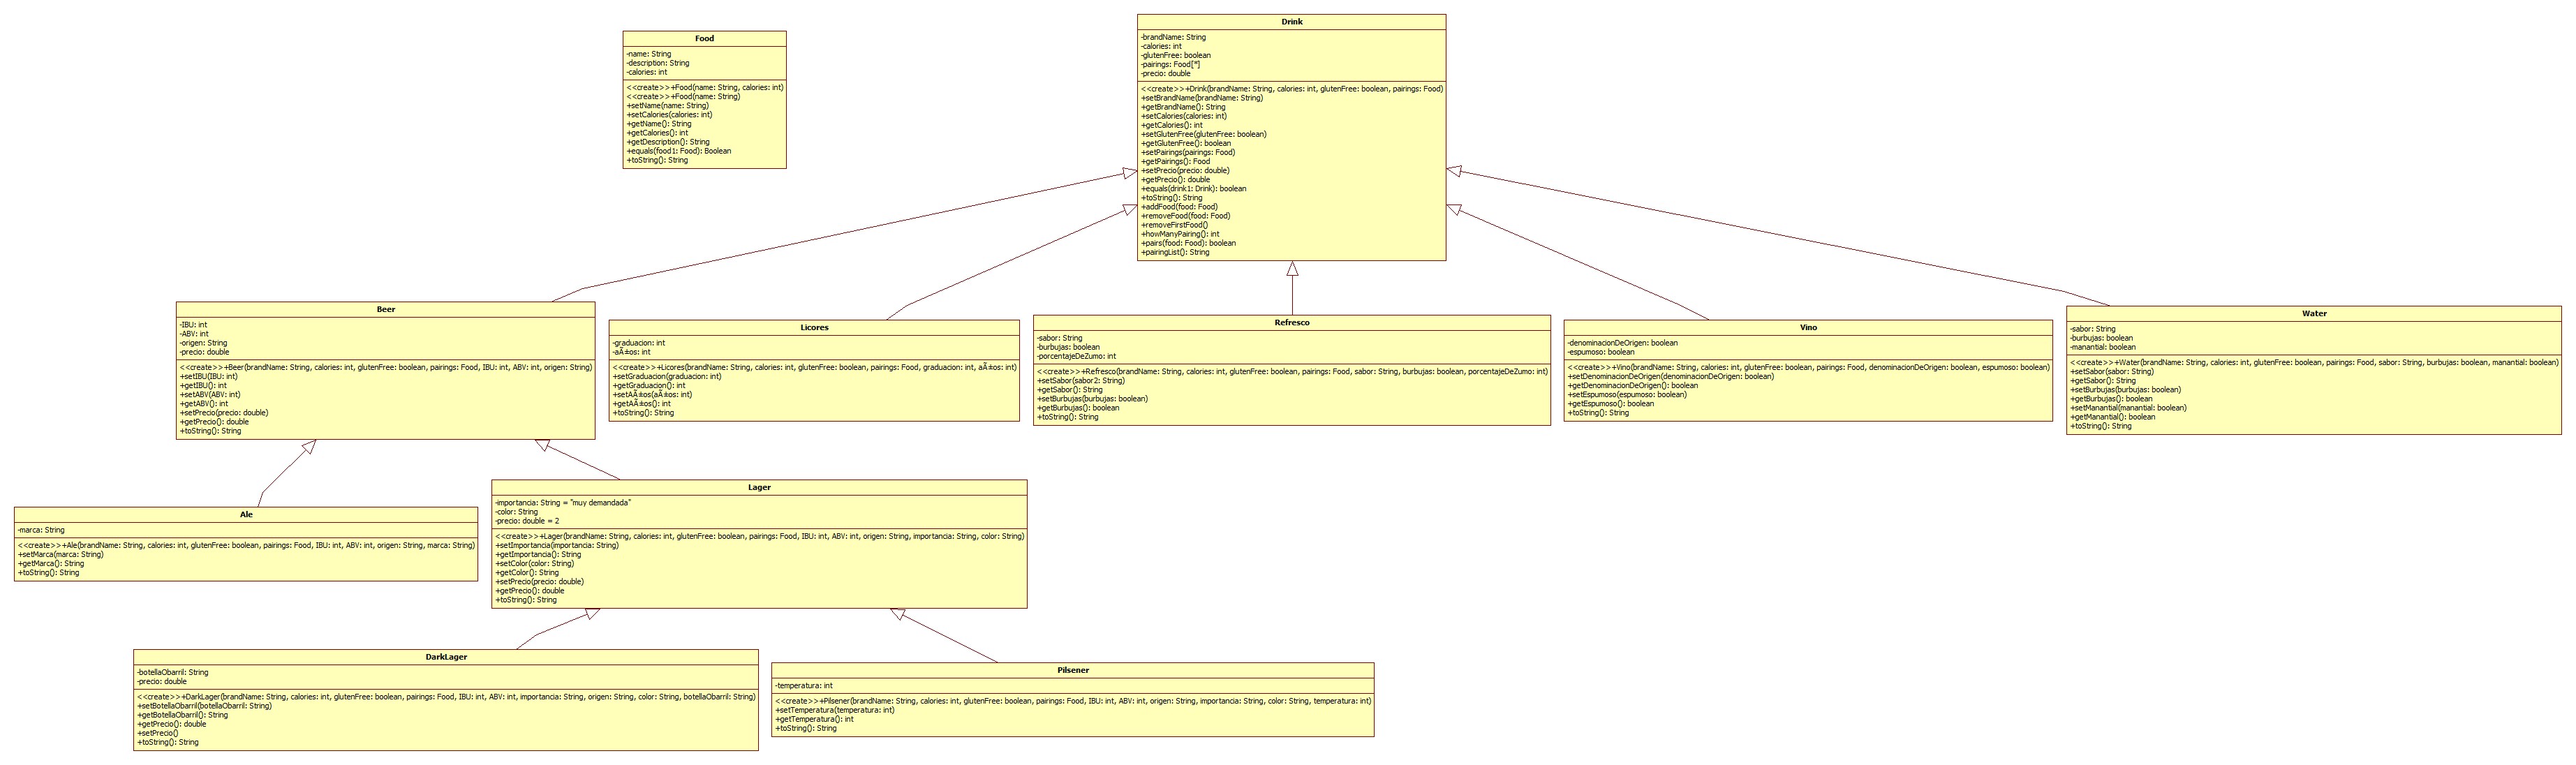 Drink
-brandName: String
-calories: int
-glutenFree: boolean
-pairings: Food[*]
-precio: double
<<create>>+Drink(brandName: String, calories: int, glutenFree: boolean, pairings: Food)
+setBrandName(brandName: String)
+getBrandName(): String
+setCalories(calories: int)
+getCalories(): int
+setGlutenFree(glutenFree: boolean)
+getGlutenFree(): boolean
+setPairings(pairings: Food)
+getPairings(): Food
+setPrecio(precio: double)
+getPrecio(): double
+equals(drink1: Drink): boolean
+toString(): String
+addFood(food: Food)
+removeFood(food: Food)
+removeFirstFood()
+howManyPairing(): int
+pairs(food: Food): boolean
+pairingList(): String
Food
-name: String
-description: String
-calories: int
<<create>>+Food(name: String, calories: int)
<<create>>+Food(name: String)
+setName(name: String)
+setCalories(calories: int)
+getName(): String
+getCalories(): int
+getDescription(): String
+equals(food1: Food): Boolean
+toString(): String
Beer
-IBU: int
-ABV: int
-origen: String
-precio: double
<<create>>+Beer(brandName: String, calories: int, glutenFree: boolean, pairings: Food, IBU: int, ABV: int, origen: String)
+setIBU(IBU: int)
+getIBU(): int
+setABV(ABV: int)
+getABV(): int
+setPrecio(precio: double)
+getPrecio(): double
+toString(): String
Licores
-graduacion: int
-aÃ±os: int
<<create>>+Licores(brandName: String, calories: int, glutenFree: boolean, pairings: Food, graduacion: int, aÃ±os: int)
+setGraduacion(graduacion: int)
+getGraduacion(): int
+setAÃ±os(aÃ±os: int)
+getAÃ±os(): int
+toString(): String
Refresco
-sabor: String
-burbujas: boolean
-porcentajeDeZumo: int
<<create>>+Refresco(brandName: String, calories: int, glutenFree: boolean, pairings: Food, sabor: String, burbujas: boolean, porcentajeDeZumo: int)
+setSabor(sabor2: String)
+getSabor(): String
+setBurbujas(burbujas: boolean)
+getBurbujas(): boolean
+toString(): String
Vino
-denominacionDeOrigen: boolean
-espumoso: boolean
<<create>>+Vino(brandName: String, calories: int, glutenFree: boolean, pairings: Food, denominacionDeOrigen: boolean, espumoso: boolean)
+setDenominacionDeOrigen(denominacionDeOrigen: boolean)
+getDenominacionDeOrigen(): boolean
+setEspumoso(espumoso: boolean)
+getEspumoso(): boolean
+toString(): String
Water
-sabor: String
-burbujas: boolean
-manantial: boolean
<<create>>+Water(brandName: String, calories: int, glutenFree: boolean, pairings: Food, sabor: String, burbujas: boolean, manantial: boolean)
+setSabor(sabor: String)
+getSabor(): String
+setBurbujas(burbujas: boolean)
+getBurbujas(): boolean
+setManantial(manantial: boolean)
+getManantial(): boolean
+toString(): String
Ale
-marca: String
<<create>>+Ale(brandName: String, calories: int, glutenFree: boolean, pairings: Food, IBU: int, ABV: int, origen: String, marca: String)
+setMarca(marca: String)
+getMarca(): String
+toString(): String
Lager
-importancia: String = "muy demandada"
-color: String
-precio: double = 2
<<create>>+Lager(brandName: String, calories: int, glutenFree: boolean, pairings: Food, IBU: int, ABV: int, origen: String, importancia: String, color: String)
+setImportancia(importancia: String)
+getImportancia(): String
+setColor(color: String)
+getColor(): String
+setPrecio(precio: double)
+getPrecio(): double
+toString(): String
DarkLager
-botellaObarril: String
-precio: double
<<create>>+DarkLager(brandName: String, calories: int, glutenFree: boolean, pairings: Food, IBU: int, ABV: int, importancia: String, origen: String, color: String, botellaObarril: String)
+setBotellaObarril(botellaObarril: String)
+getBotellaObarril(): String
+getPrecio(): double
+setPrecio()
+toString(): String
Pilsener
-temperatura: int
<<create>>+Pilsener(brandName: String, calories: int, glutenFree: boolean, pairings: Food, IBU: int, ABV: int, origen: String, importancia: String, color: String, temperatura: int)
+setTemperatura(temperatura: int)
+getTemperatura(): int
+toString(): String